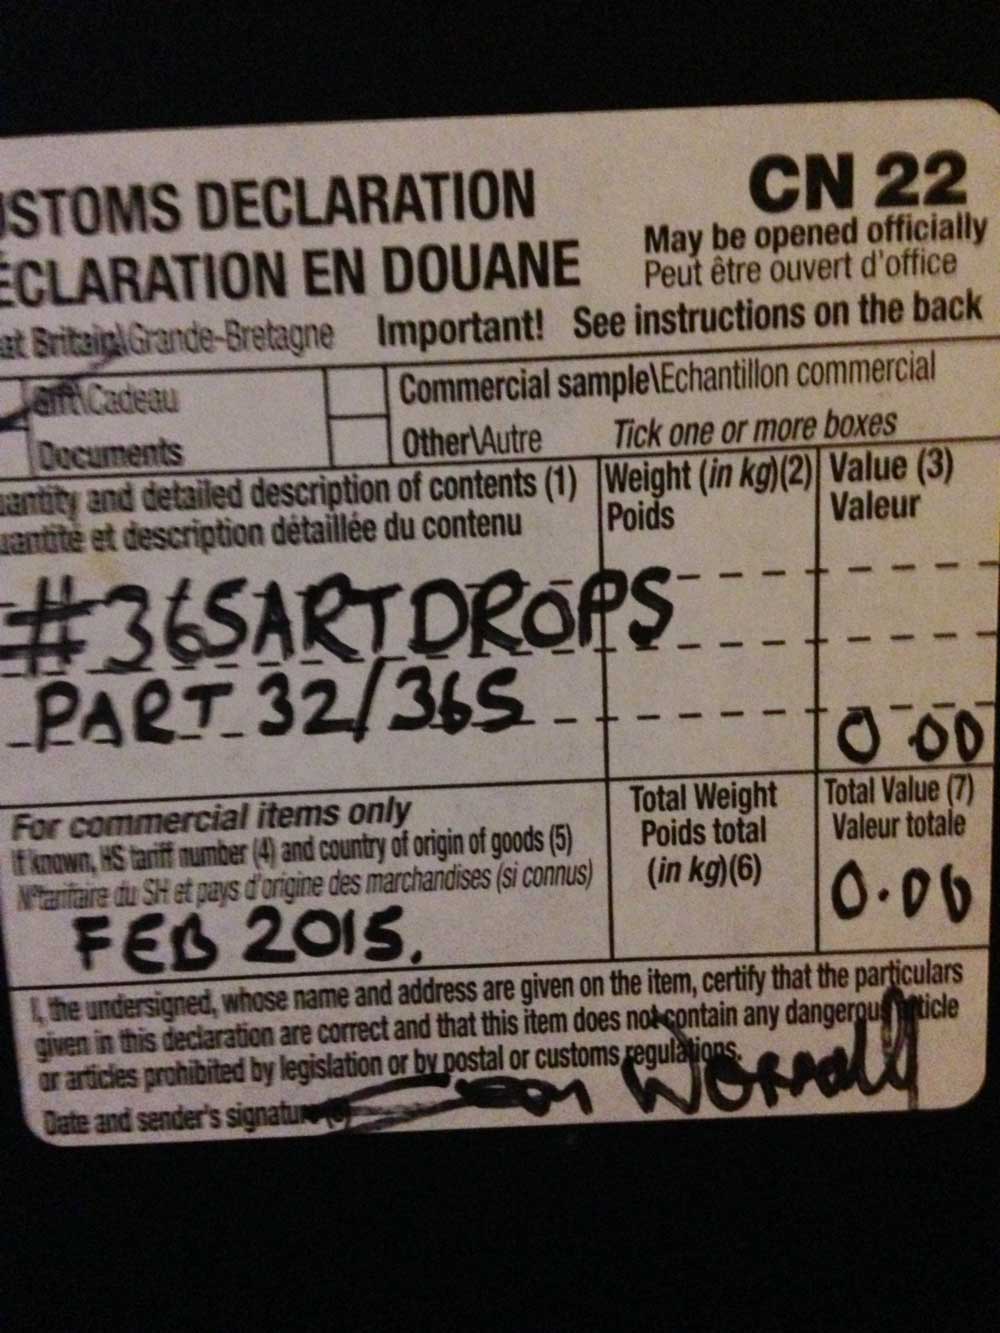 USTOMS DECLARATION
ÉCLARATION EN DOUANE
CN 22
May be opened officially
Peut être ouvert d'office
at Britain\Grande-Bretagne
Important! See instructions on the back
Gift\Cadeau
Commercial sample\Echantillon commercial
Documents
Other\Autre
Tick one or more boxes
uantity and detailed description of contents (1)
uantité et description détaillée du contenu
Weight (in kg)(2)
Poids
Value (3)
Valeur
#365ARTDROPS
PART 32/365
0.00
For commercial items only
If known, HS tariff number (4) and country of origin of goods (5)
N°tarifaire du SH et pays d'origine des marchandises (si connus)
FEB 2015.
Total Weight
Poids total
(in kg)(6)
Total Value (7)
Valeur totale
0.00
I, the undersigned, whose name and address are given on the item, certify that the particulars
given in this declaration are correct and that this item does not contain any dangerous article
or articles prohibited by legislation or by postal or customs regulations.
Date and sender's signature (8)
Worrall